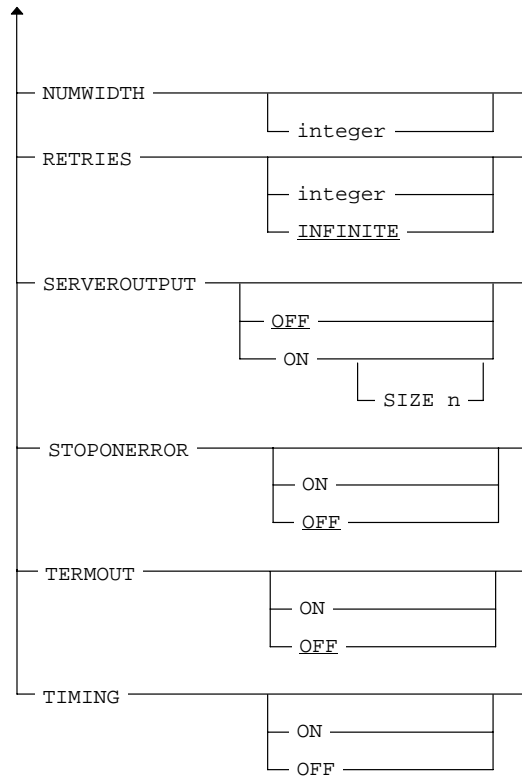 NUMWIDTH
integer
RETRIES
integer
INFINITE
SERVEROUTPUT
OFF
ON
SIZE n
STOPONERROR
ON
OFF
TERMOUT
ON
OFF
TIMING
ON
OFF